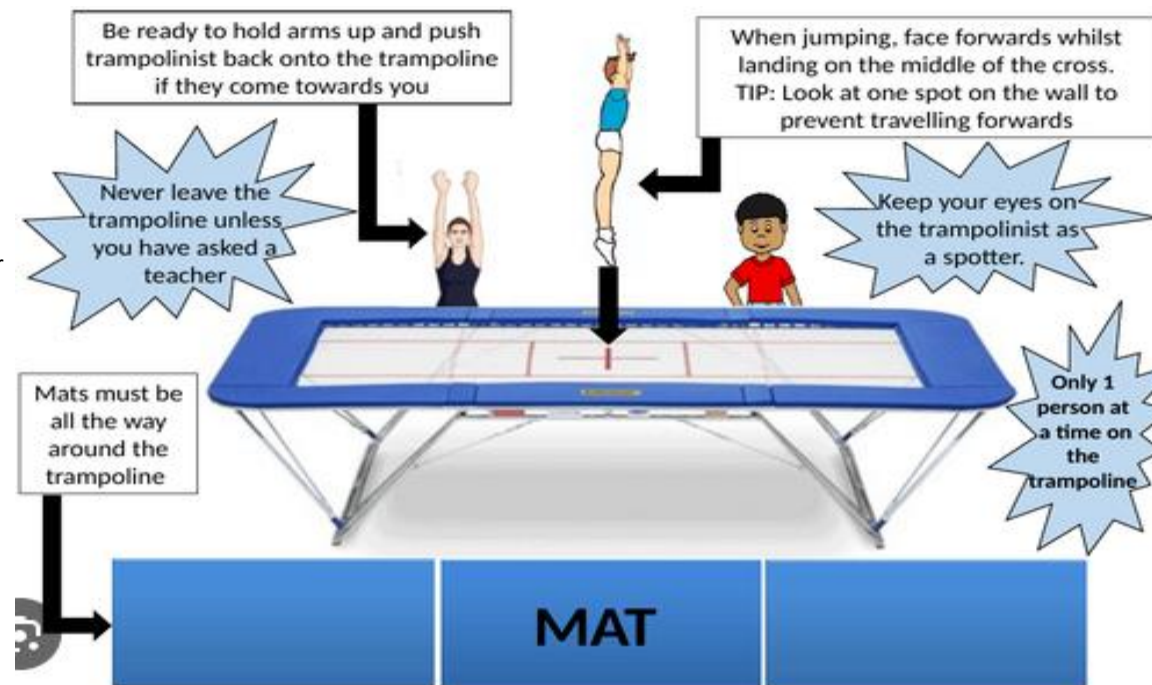 Be ready to hold arms up and push
trampolinist back onto the trampoline
if they come towards you
When jumping, face forwards whilst
landing on the middle of the cross.
TIP: Look at one spot on the wall to
prevent travelling forwards
Never leave the
trampoline unless
you have asked a
teacher
Keep your eyes on
the trampolinist as
a spotter.
Mats must be
all the way
around the
trampoline
Only 1
person at
a time on
the
trampoline
MAT